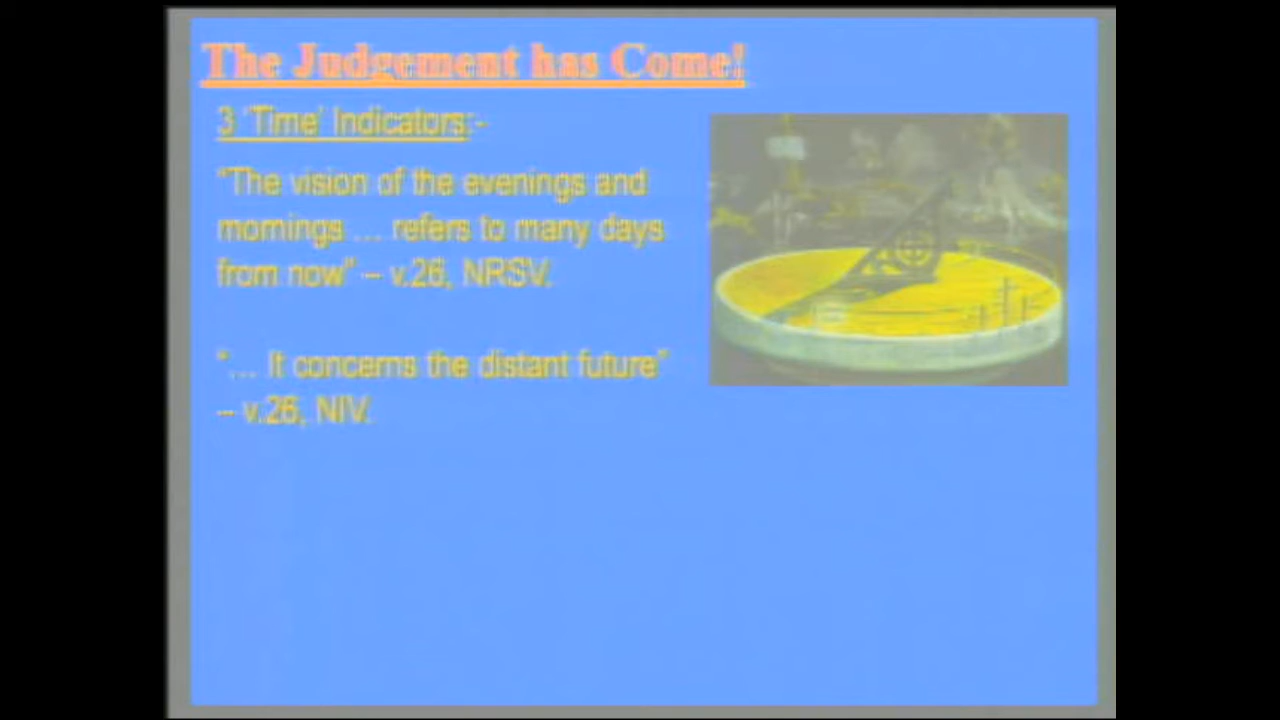 The Judgement has Come!
3 'Time' Indicators:-
"The vision of the evenings and
mornings ... refers to many days
from now" – v.26, NRSV.
"... It concerns the distant future"
– v.26, NIV.